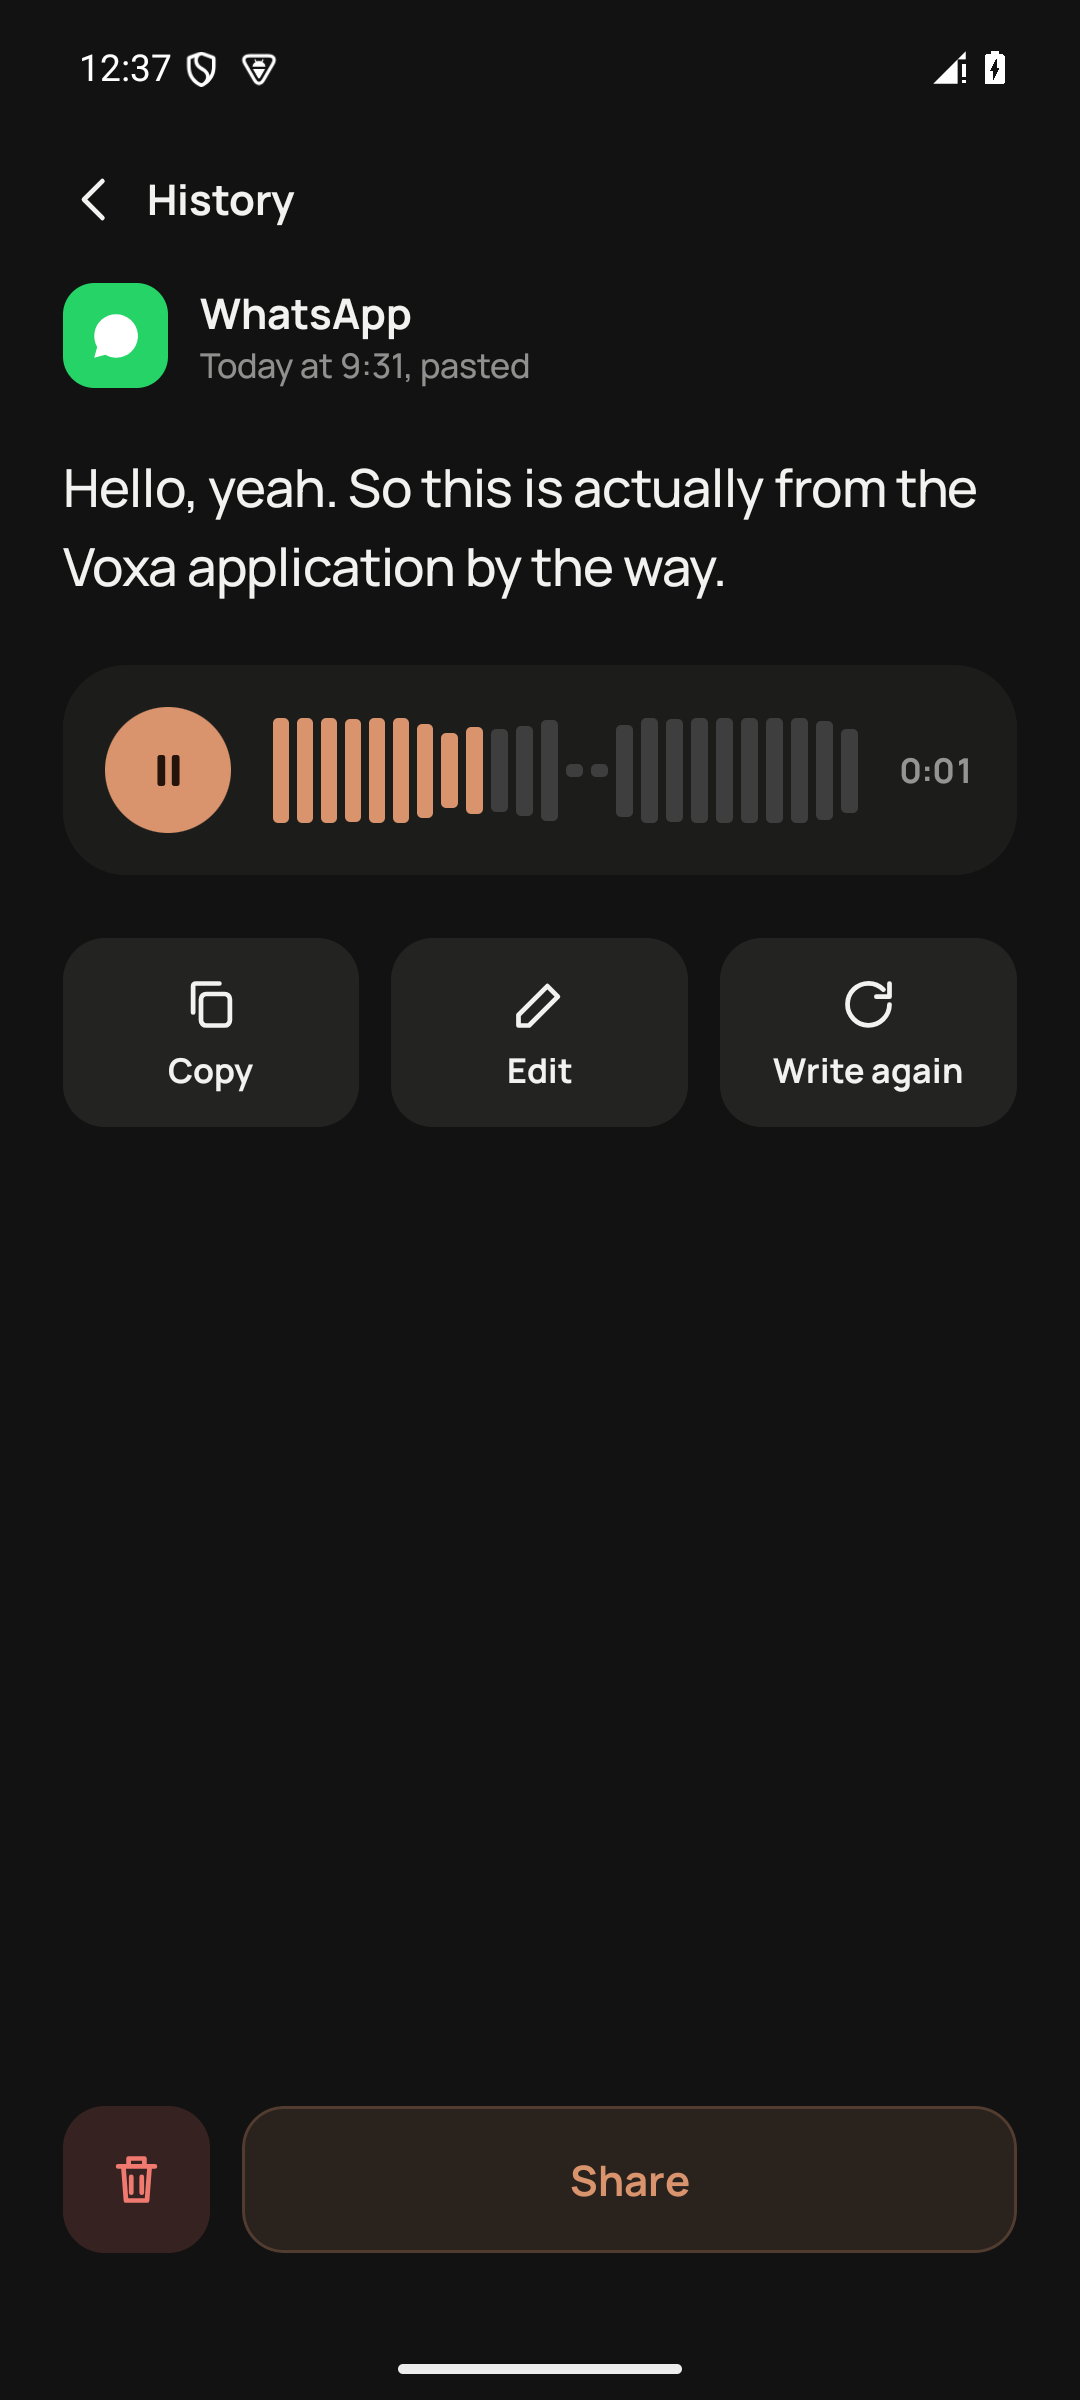 12:37
History
WhatsApp
Today at 9:31, pasted
Hello, yeah. So this is actually from the
Voxa application by the way.
0:01
Copy
Edit
Write again
Share